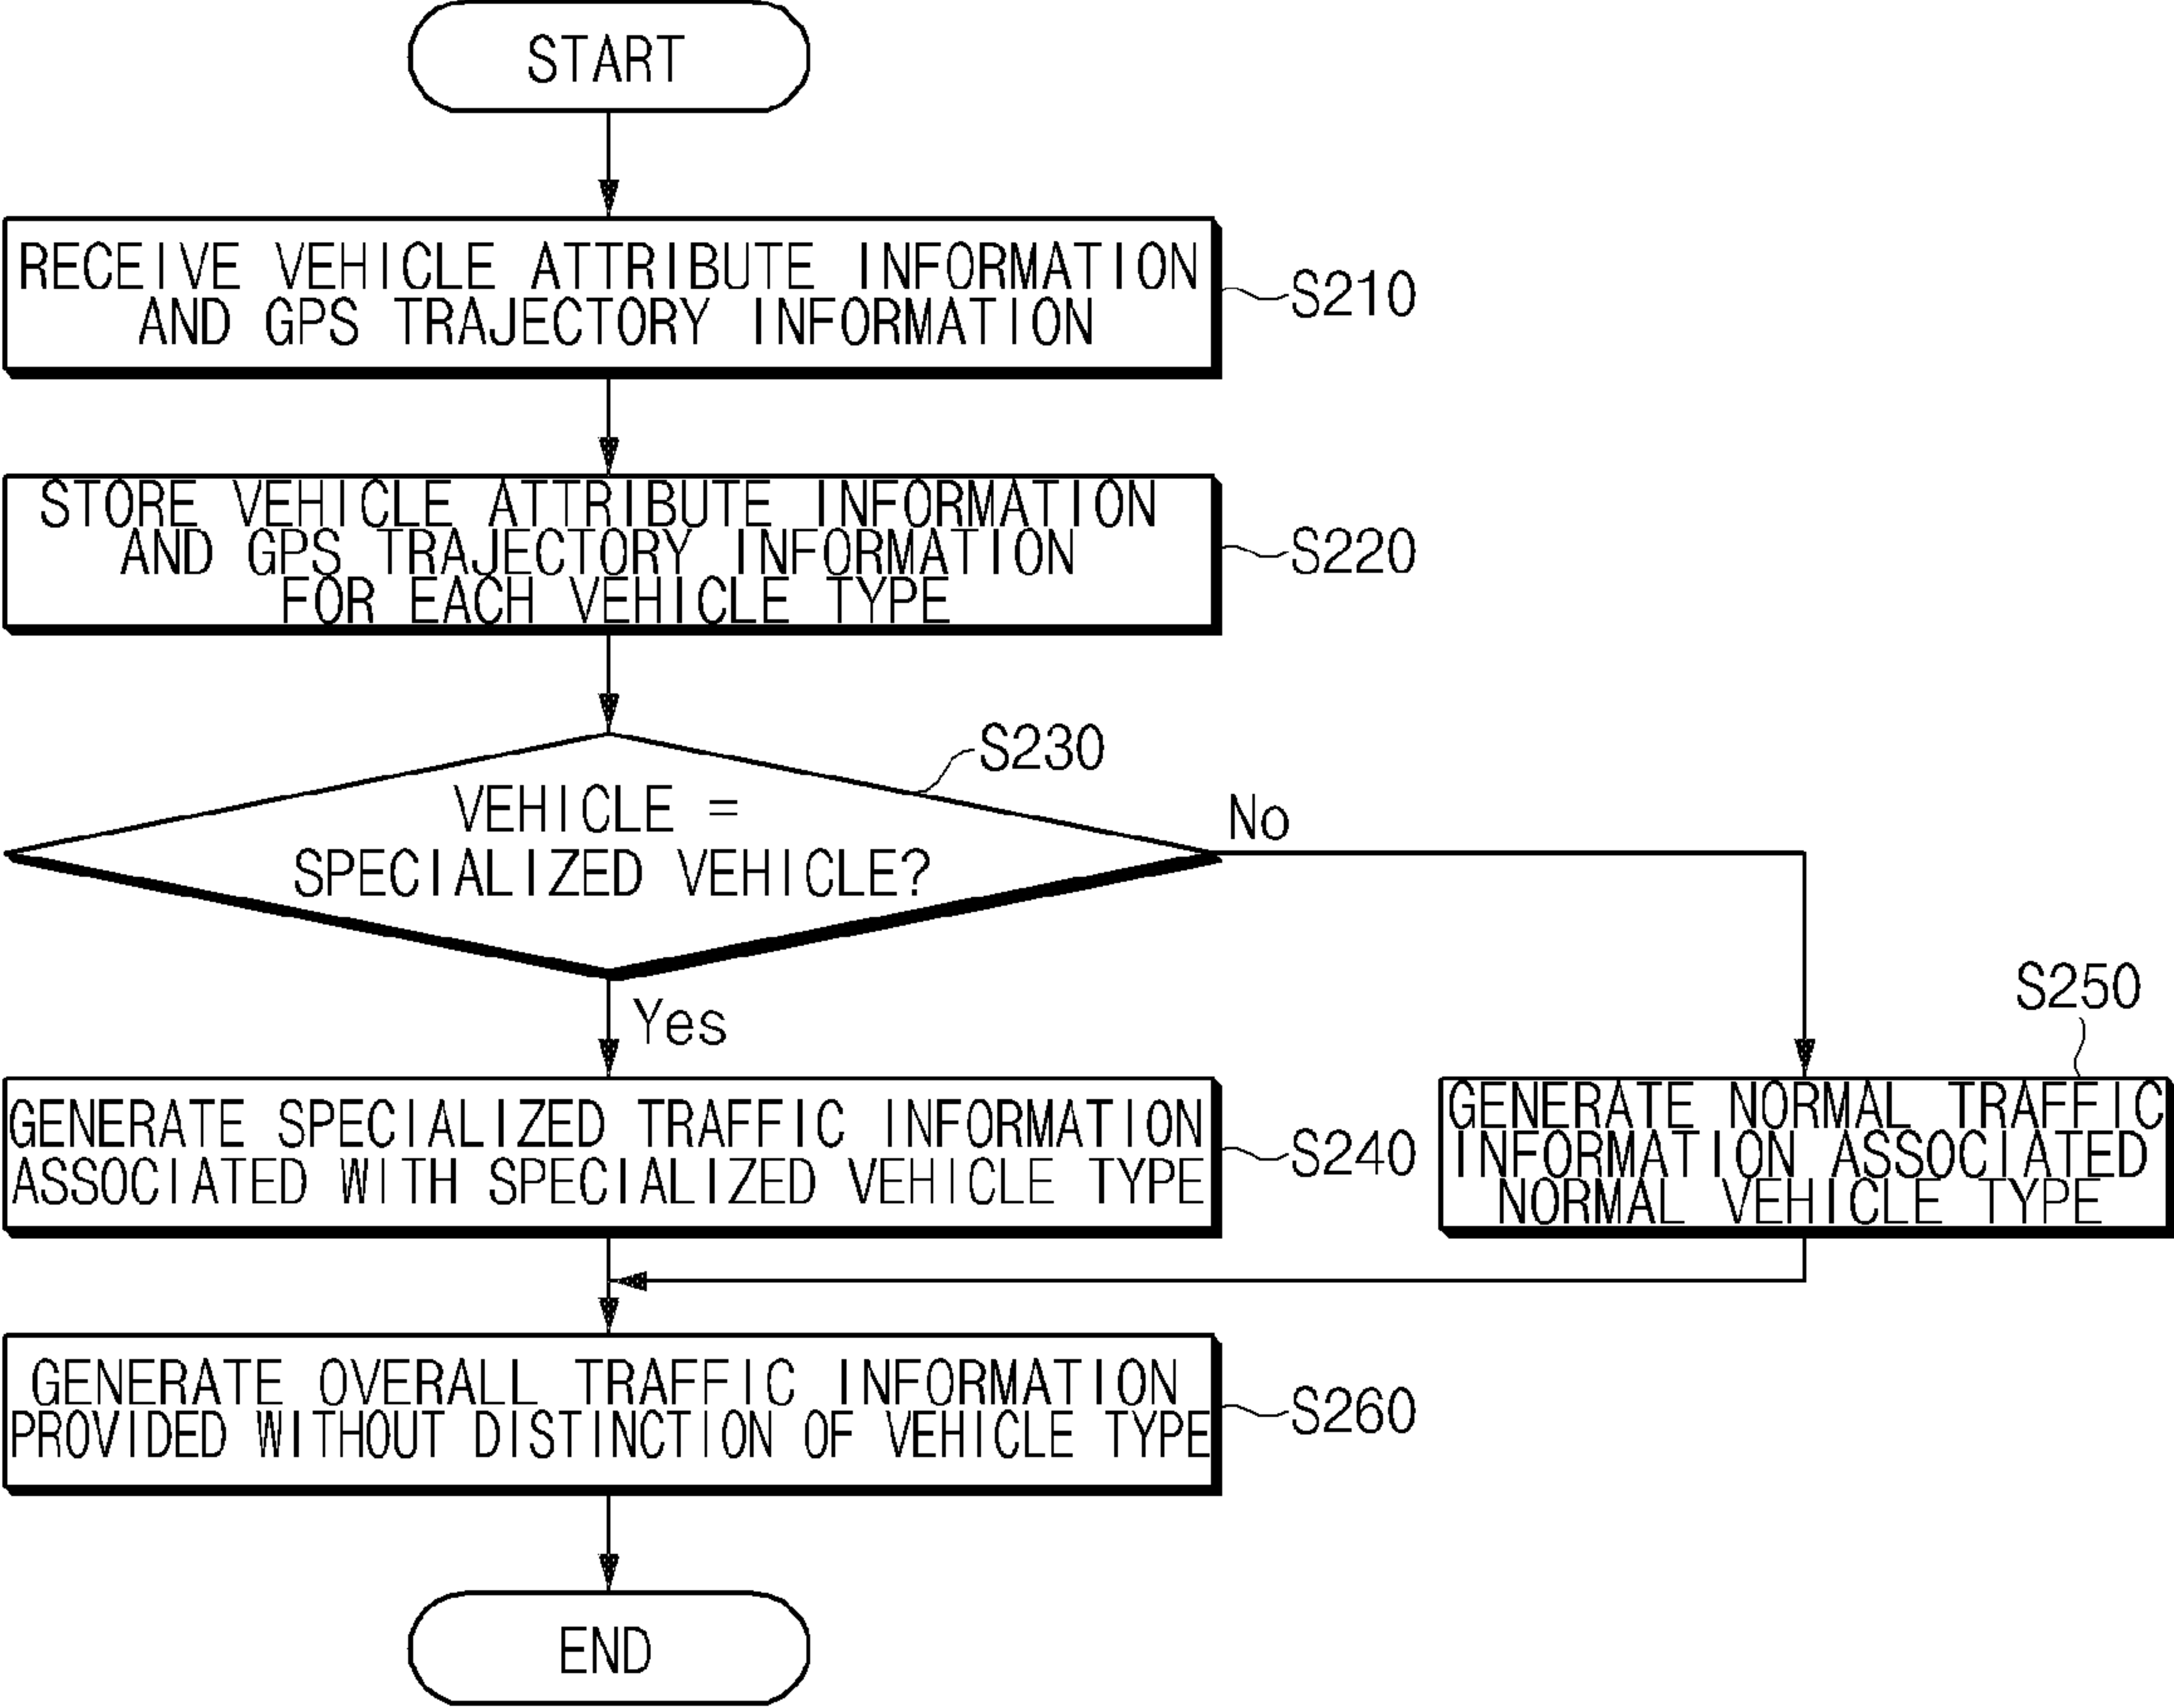 START
RECEIVE VEHICLE ATTRIBUTE INFORMATION
AND GPS TRAJECTORY INFORMATION
S210
STORE VEHICLE ATTRIBUTE INFORMATION
AND GPS TRAJECTORY INFORMATION
FOR EACH VEHICLE TYPE
S220
S230
VEHICLE =
SPECIALIZED VEHICLE?
No
Yes
GENERATE SPECIALIZED TRAFFIC INFORMATION
ASSOCIATED WITH SPECIALIZED VEHICLE TYPE
S240
S250
GENERATE NORMAL TRAFFIC
INFORMATION ASSOCIATED
NORMAL VEHICLE TYPE
GENERATE OVERALL TRAFFIC INFORMATION
PROVIDED WITHOUT DISTINCTION OF VEHICLE TYPE
S260
END